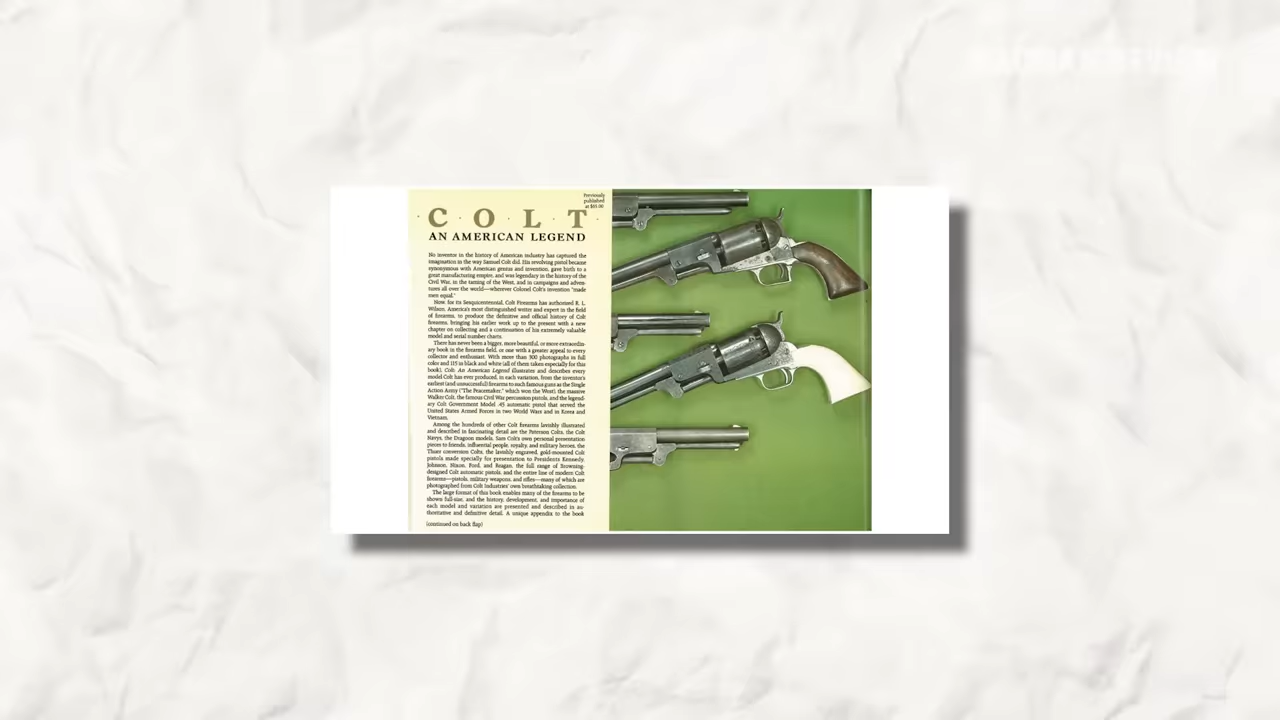 Previously
published
at $65.00
· C · O · L · T ·
AN AMERICAN LEGEND
No inventor in the history of American industry has captured the
imagination in the way Samuel Colt did. His revolving pistol became
synonymous with American genius and invention, gave birth to a
great manufacturing empire, and was legendary in the history of the
Civil War, in the taming of the West, and in campaigns and adven-
tures all over the world—wherever Colonel Colt's invention "made
men equal."
Now, for its Sesquicentennial, Colt Firearms has authorized R. L.
Wilson, America's most distinguished writer and expert in the field
of firearms, to produce the definitive and official history of Colt
firearms, bringing his earlier work up to the present with a new
chapter on collecting and a continuation of his extremely valuable
model and serial number charts.
There has never been a bigger, more beautiful, or more extraordin-
ary book in the firearms field, or one with a greater appeal to every
collector and enthusiast. With more than 300 photographs in full
color and 115 in black and white (all of them taken especially for this
book), Colt: An American Legend illustrates and describes every
model Colt has ever produced, in each variation, from the inventor's
earliest (and unsuccessful) firearms to such famous guns as the Single
Action Army ("The Peacemaker," which won the West), the massive
Walker Colt, the famous Civil War percussion pistols, and the legend-
ary Colt Government Model .45 automatic pistol that served the
United States Armed Forces in two World Wars and in Korea and
Vietnam.
Among the hundreds of other Colt firearms lavishly illustrated
and described in fascinating detail are the Paterson Colts, the Colt
Navys, the Dragoon models, Sam Colt's own personal presentation
pieces to friends, influential people, royalty, and military heroes, the
Thuer conversion Colts, the lavishly engraved, gold-mounted Colt
pistols made specially for presentation to Presidents Kennedy,
Johnson, Nixon, Ford, and Reagan, the full range of Browning-
designed Colt automatic pistols, and the entire line of modern Colt
firearms—pistols, military weapons, and rifles—many of which are
photographed from Colt Industries' own breathtaking collection.
The large format of this book enables many of the firearms to be
shown full-size, and the history, development, and importance of
each model and variation are presented and described in au-
thoritative and definitive detail. A unique appendix to the book
(continued on back flap)